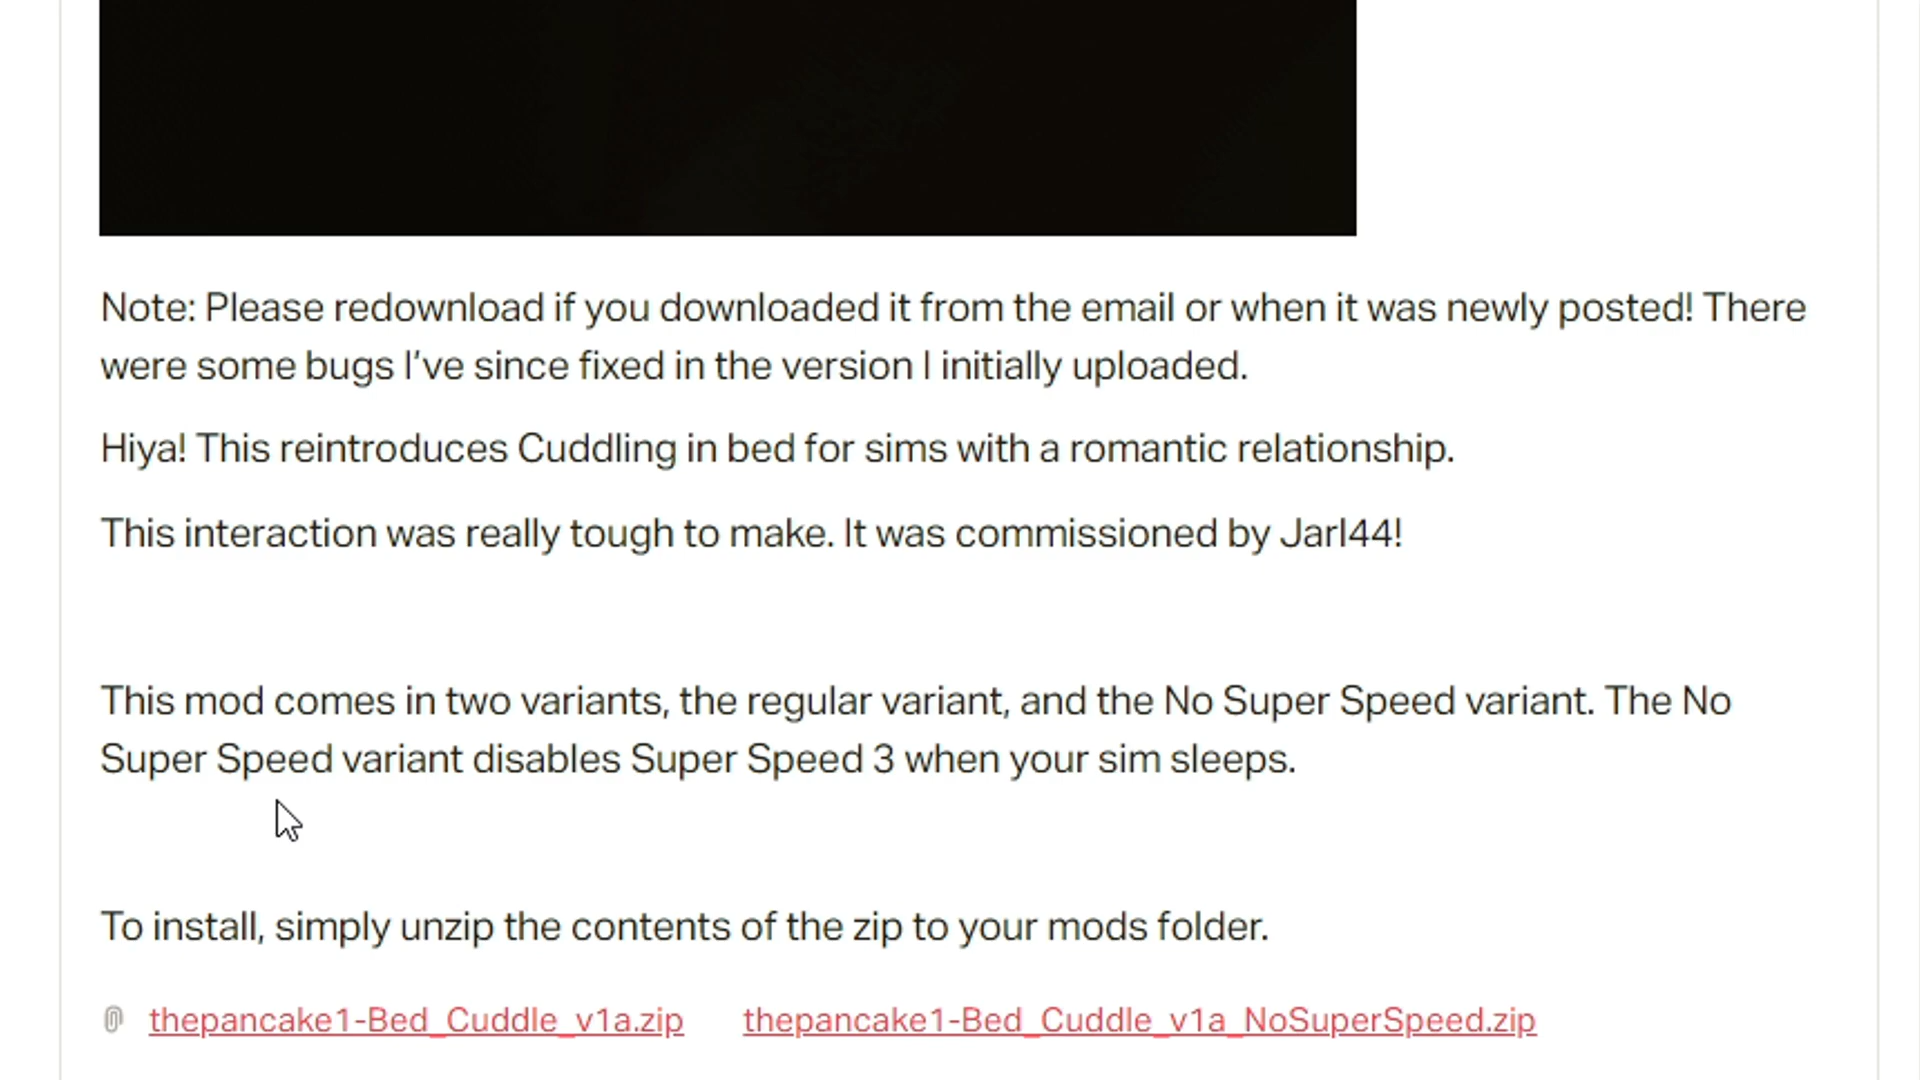 Note: Please redownload if you downloaded it from the email or when it was newly posted! There
were some bugs I’ve since fixed in the version I initially uploaded.
Hiya! This reintroduces Cuddling in bed for sims with a romantic relationship.
This interaction was really tough to make. It was commissioned by Jarl44!
This mod comes in two variants, the regular variant, and the No Super Speed variant. The No
Super Speed variant disables Super Speed 3 when your sim sleeps.
To install, simply unzip the contents of the zip to your mods folder.
thepancake1-Bed_Cuddle_v1a.zip thepancake1-Bed_Cuddle_v1a_NoSuperSpeed.zip